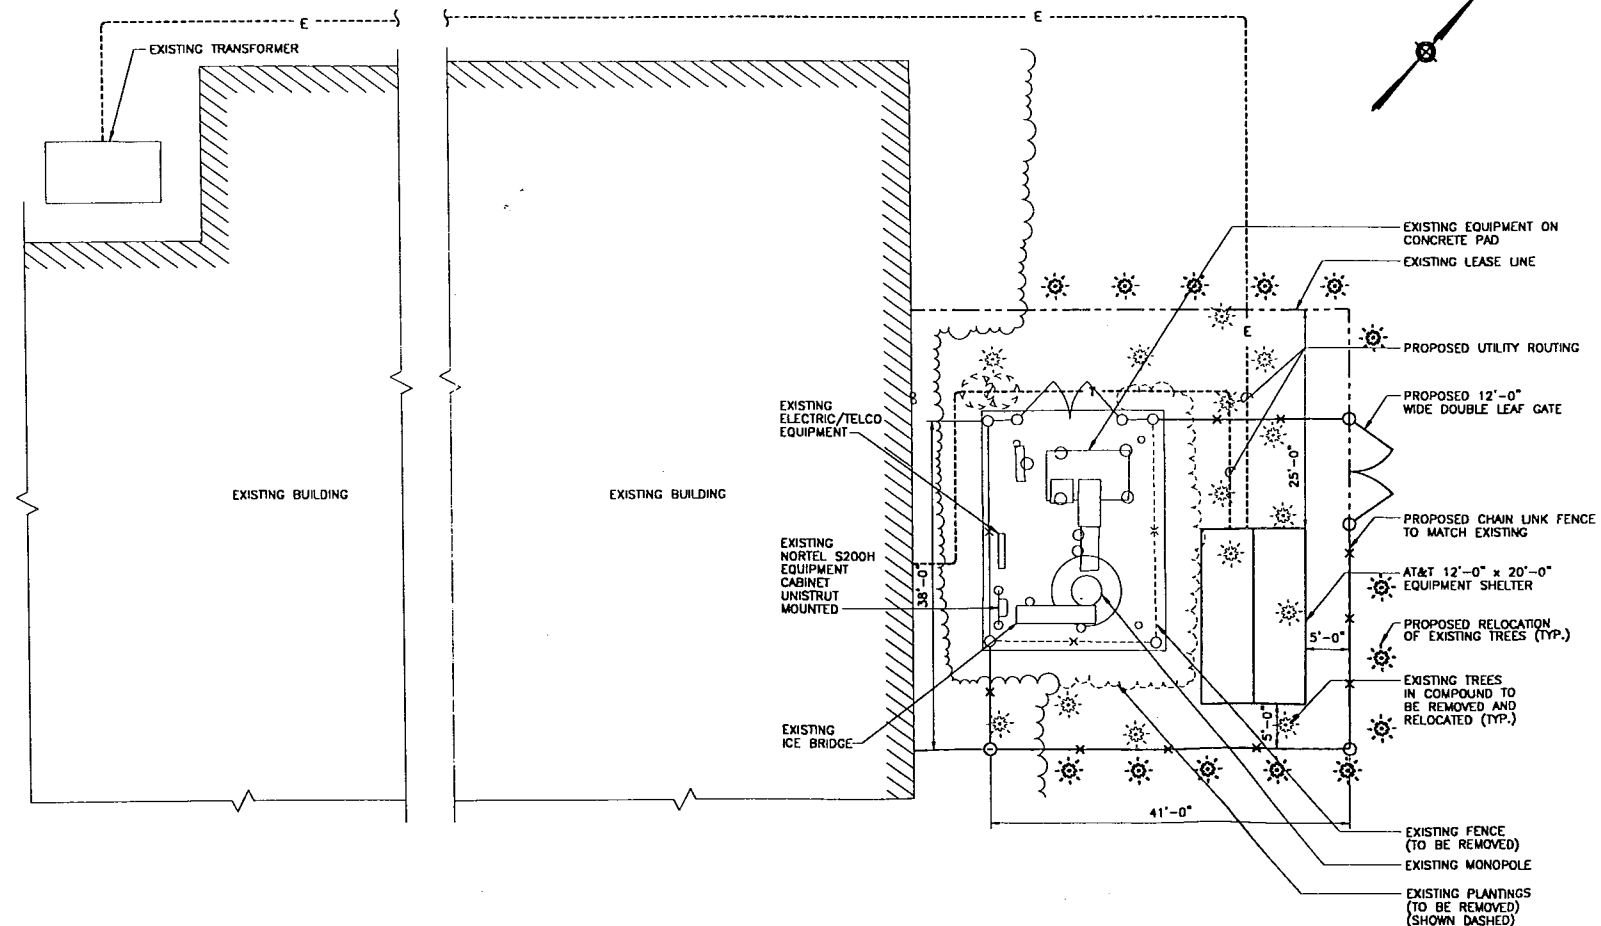 E
E
EXISTING TRANSFORMER
EXISTING EQUIPMENT ON
CONCRETE PAD
EXISTING LEASE LINE
E
PROPOSED UTILITY ROUTING
PROPOSED 12'-0"
WIDE DOUBLE LEAF GATE
T
EXISTING
ELECTRIC/TELCO
EQUIPMENT
25'-0"
EXISTING BUILDING
EXISTING BUILDING
PROPOSED CHAIN LINK FENCE
TO MATCH EXISTING
EXISTING
NORTEL S200H
EQUIPMENT
CABINET
UNISTRUT
MOUNTED
38'-0"
AT&T 12'-0" x 20'-0"
EQUIPMENT SHELTER
PROPOSED RELOCATION
OF EXISTING TREES (TYP.)
5'-0"
EXISTING TREES
IN COMPOUND TO
BE REMOVED AND
RELOCATED (TYP.)
5'-0"
EXISTING
ICE BRIDGE
41'-0"
EXISTING FENCE
(TO BE REMOVED)
EXISTING MONOPOLE
EXISTING PLANTINGS
(TO BE REMOVED)
(SHOWN DASHED)